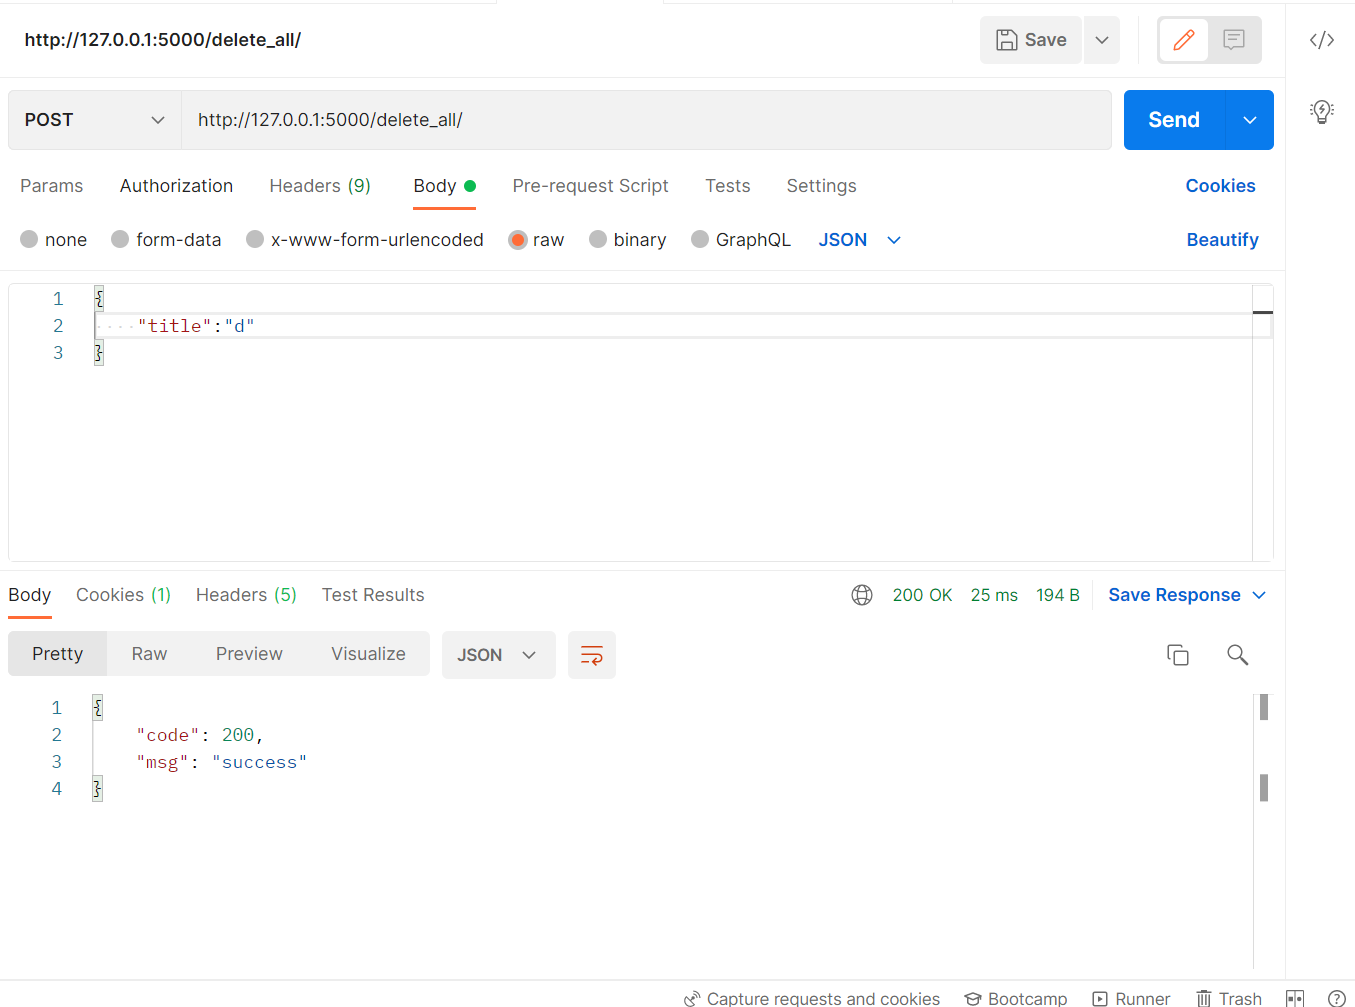 http://127.0.0.1:5000/delete_all/
Save
POST
http://127.0.0.1:5000/delete_all/
Send
Params Authorization Headers (9) Body Pre-request Script Tests Settings Cookies
none form-data x-www-form-urlencoded raw binary GraphQL JSON Beautify
1 {
2 "title":"d"
3 }
Body Cookies (1) Headers (5) Test Results 200 OK 25 ms 194 B Save Response
Pretty Raw Preview Visualize JSON
1 {
2 "code": 200,
3 "msg": "success"
4 }
Capture requests and cookies Bootcamp Runner Trash